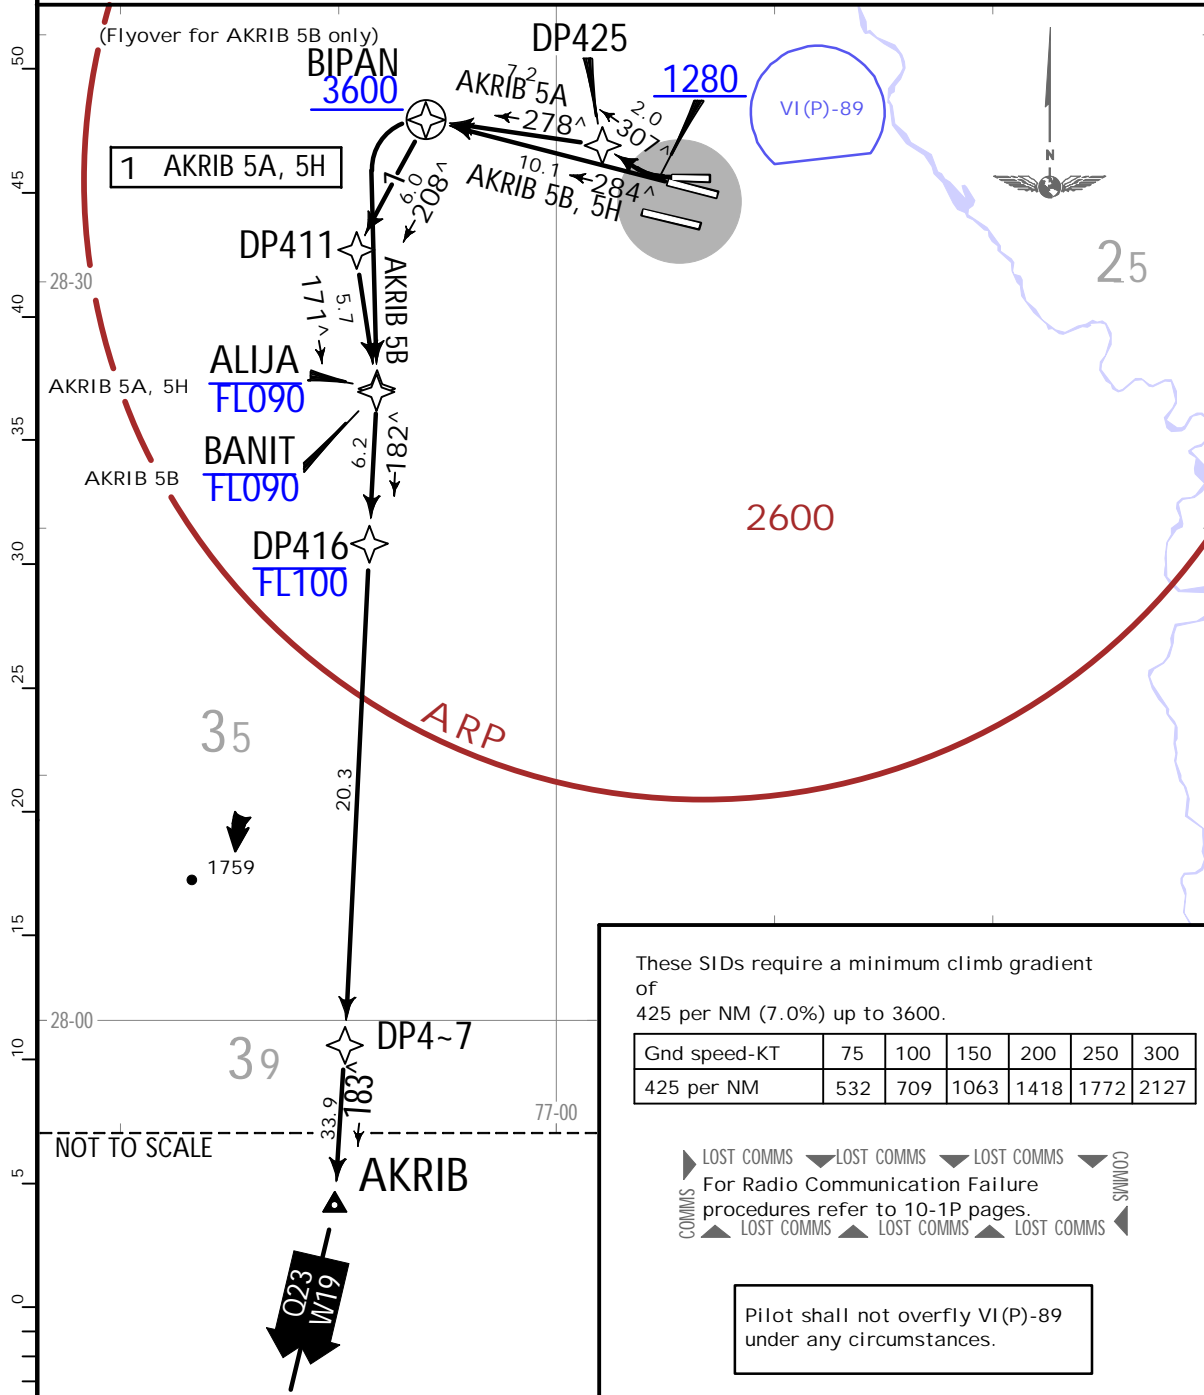 (Flyover for AKRIB 5B only)
DP425
BIPAN
3600
7.2
AKRIB 5A
278^
2.0
307^
1280
VI(P)-89
N
1 AKRIB 5A, 5H
10.1
284^
AKRIB 5B, 5H
1
6.0
208^
DP411
25
28-30
171^
5.7
AKRIB 5B
ALIJA
FL090
AKRIB 5A, 5H
BANIT
FL090
AKRIB 5B
6.2
182^
2600
DP416
FL100
35
ARP
20.3
1759
28-00
DP4~7
39
33.9
183^
77-00
NOT TO SCALE
AKRIB
Q23
W19
50
45
40
35
30
25
20
15
10
5
0
These SIDs require a minimum climb gradient
of
425 per NM (7.0%) up to 3600.
Gnd speed-KT 75 100 150 200 250 300
425 per NM 532 709 1063 1418 1772 2127
LOST COMMS LOST COMMS LOST COMMS
COMMS
For Radio Communication Failure
procedures refer to 10-1P pages.
COMMS
LOST COMMS LOST COMMS LOST COMMS
Pilot shall not overfly VI(P)-89
under any circumstances.